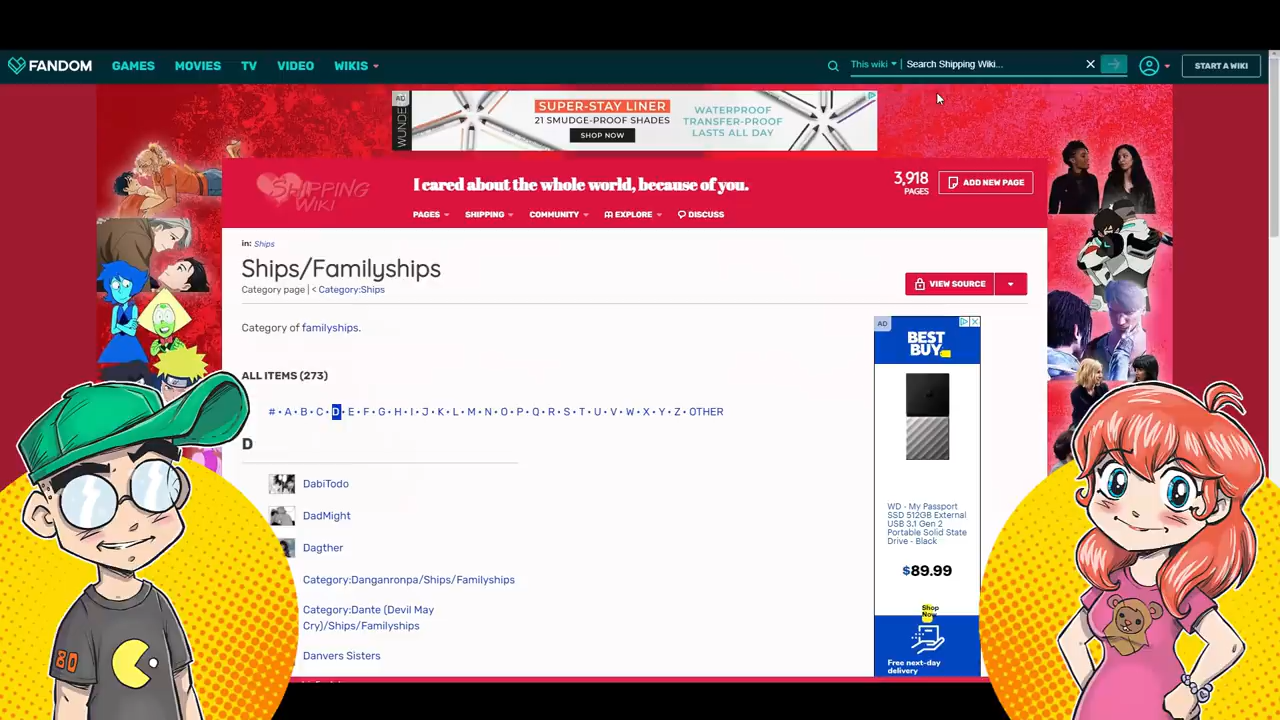 FANDOM GAMES MOVIES TV VIDEO WIKIS This wiki Search Shipping Wiki... START A WIKI
AD
WUNDE
SUPER-STAY LINER
21 SMUDGE-PROOF SHADES
SHOP NOW
WATERPROOF
TRANSFER-PROOF
LASTS ALL DAY
SHIPPING
WIKI
I cared about the whole world, because of you.
3,918
PAGES
ADD NEW PAGE
PAGES SHIPPING COMMUNITY EXPLORE DISCUSS
in: Ships
Ships/Familyships
Category page | < Category:Ships
VIEW SOURCE
Category of familyships.
ALL ITEMS (273)
# • A • B • C • D • E • F • G • H • I • J • K • L • M • N • O • P • Q • R • S • T • U • V • W • X • Y • Z • OTHER
D
DabiTodo
DadMight
Dagther
Category:Danganronpa/Ships/Familyships
Category:Dante (Devil May
Cry)/Ships/Familyships
Danvers Sisters
AD
BEST
BUY
WD - My Passport
SSD 512GB External
USB 3.1 Gen 2
Portable Solid State
Drive - Black
$89.99
Shop
Now
Free next-day
delivery
80